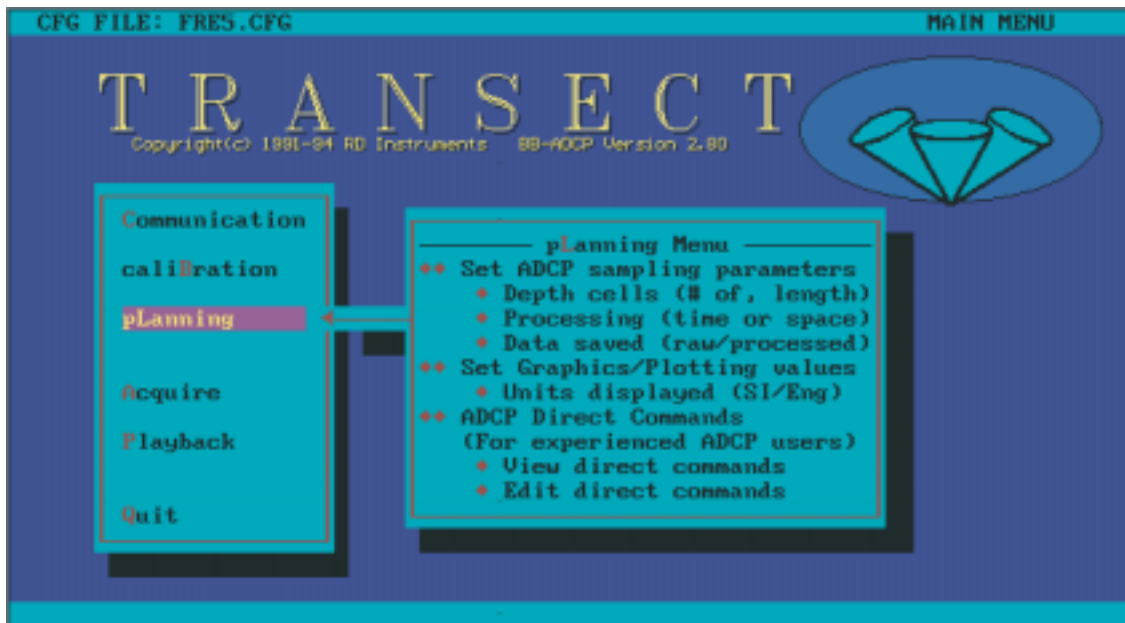 CFG FILE: FRE5.CFG MAIN MENU
TRANSECT
Copyright(c) 1991-94 RD Instruments BB-ADCP Version 2.80
Communication
caliBration
pLanning
Acquire
Playback
Quit
pLanning Menu
Set ADCP sampling parameters
Depth cells (# of, length)
Processing (time or space)
Data saved (raw/processed)
Set Graphics/Plotting values
Units displayed (SI/Eng)
ADCP Direct Commands
(For experienced ADCP users)
View direct commands
Edit direct commands